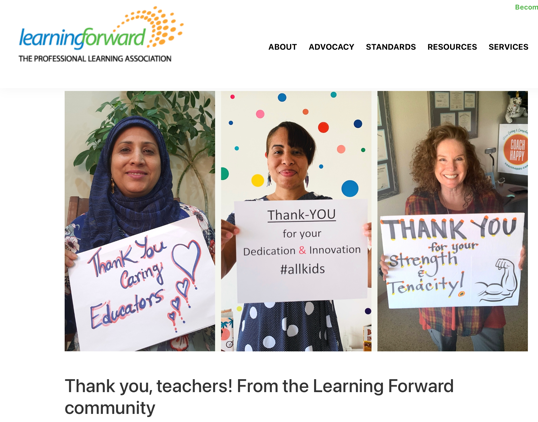 Becom
learningforward
THE PROFESSIONAL LEARNING ASSOCIATION
ABOUT ADVOCACY STANDARDS RESOURCES SERVICES
Thank You
Caring
Educators
Thank-YOU
for your
Dedication & Innovation
#allkids
COACH
HAPPY
THANK YOU
for your
Strength
&
Tenacity!
Thank you, teachers! From the Learning Forward
community